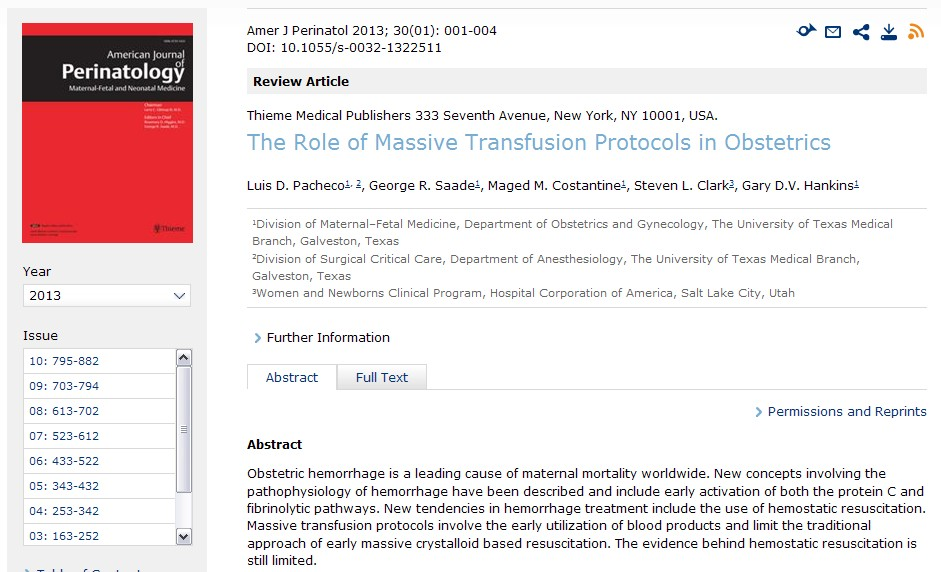 American Journal
of
Perinatology
Maternal-Fetal and Neonatal Medicine
Thieme
Year
2013
Issue
10: 795-882
09: 703-794
08: 613-702
07: 523-612
06: 433-522
05: 343-432
04: 253-342
03: 163-252
Amer J Perinatol 2013; 30(01): 001-004
DOI: 10.1055/s-0032-1322511
Review Article
Thieme Medical Publishers 333 Seventh Avenue, New York, NY 10001, USA.
The Role of Massive Transfusion Protocols in Obstetrics
Luis D. Pacheco1, 2, George R. Saade1, Maged M. Costantine1, Steven L. Clark3, Gary D.V. Hankins1
1Division of Maternal–Fetal Medicine, Department of Obstetrics and Gynecology, The University of Texas Medical
Branch, Galveston, Texas
2Division of Surgical Critical Care, Department of Anesthesiology, The University of Texas Medical Branch,
Galveston, Texas
3Women and Newborns Clinical Program, Hospital Corporation of America, Salt Lake City, Utah
Further Information
Abstract Full Text
Permissions and Reprints
Abstract
Obstetric hemorrhage is a leading cause of maternal mortality worldwide. New concepts involving the
pathophysiology of hemorrhage have been described and include early activation of both the protein C and
fibrinolytic pathways. New tendencies in hemorrhage treatment include the use of hemostatic resuscitation.
Massive transfusion protocols involve the early utilization of blood products and limit the traditional
approach of early massive crystalloid based resuscitation. The evidence behind hemostatic resuscitation is
still limited.